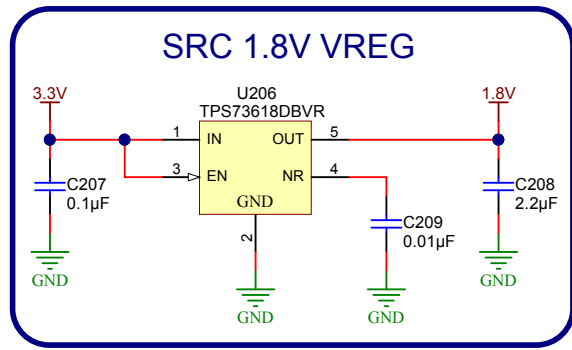 SRC 1.8V VREG
3.3V
U206
TPS73618DBVR
1.8V
1 IN OUT 5
3 EN NR 4
GND
2
C207
0.1µF
C208
2.2µF
C209
0.01µF
GND
GND
GND
GND